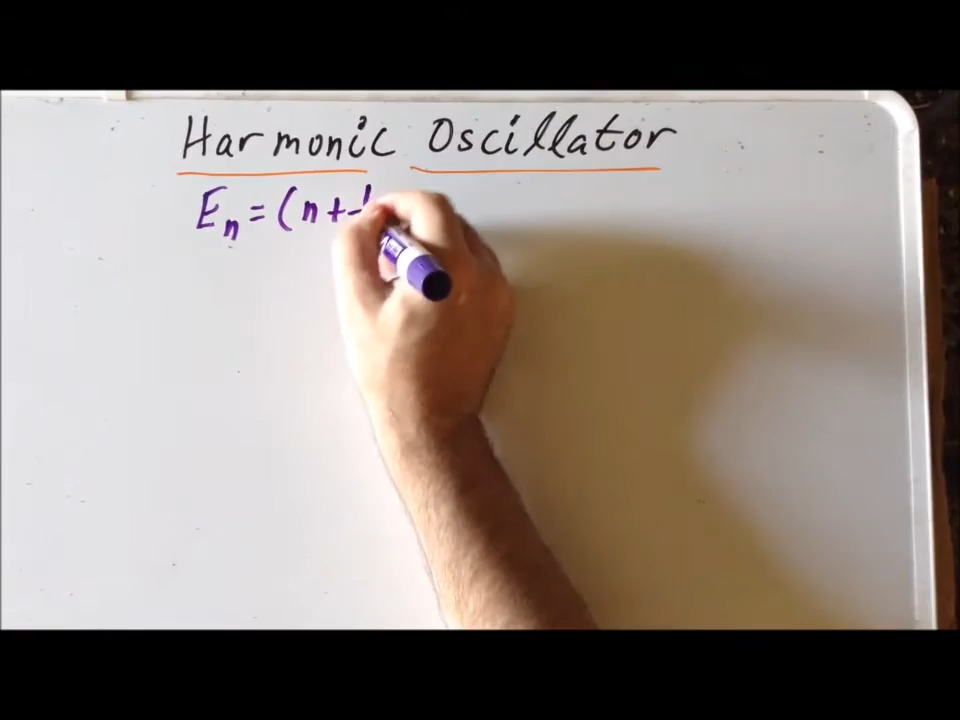 Harmonic Oscillator
En = (n +